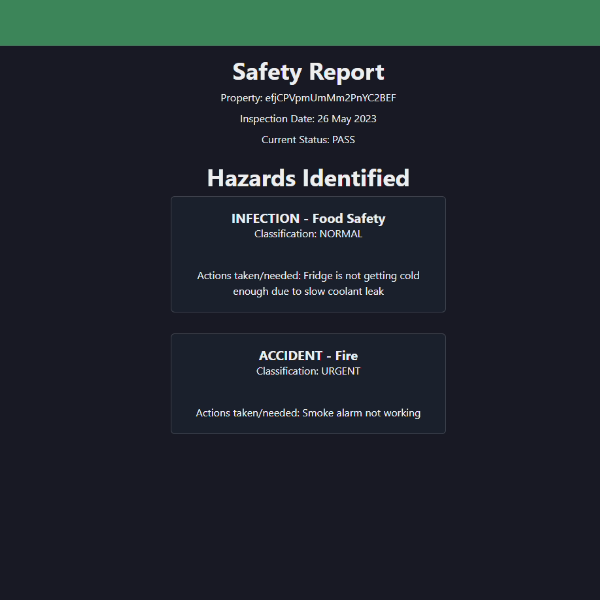 Safety Report
Property: efjCPVpmUmMm2PnYC2BEF
Inspection Date: 26 May 2023
Current Status: PASS
Hazards Identified
INFECTION - Food Safety
Classification: NORMAL
Actions taken/needed: Fridge is not getting cold
enough due to slow coolant leak
ACCIDENT - Fire
Classification: URGENT
Actions taken/needed: Smoke alarm not working